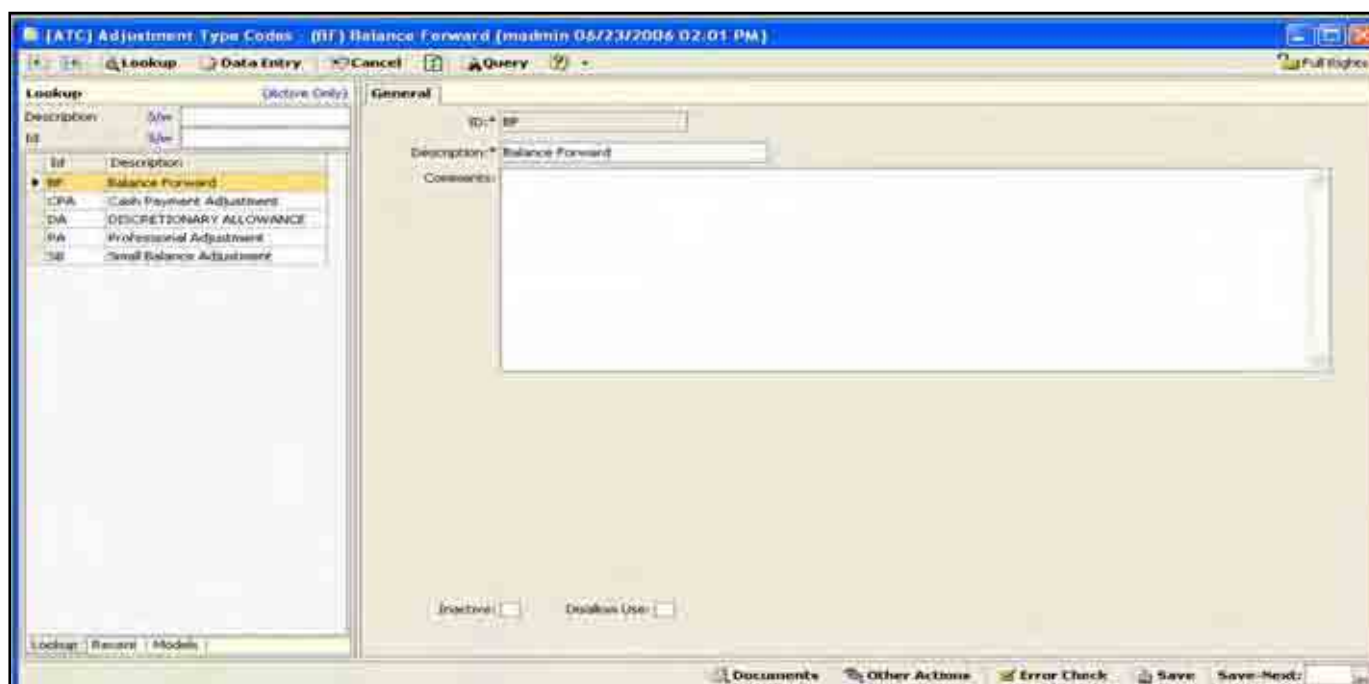 [ATC] Adjustment Type Codes - (BF) Balance Forward (madmin 06/23/2006 02:01 PM)
Lookup Data Entry Cancel Query Full Rights
Lookup (Active Only)
Description S/w
Id S/w
Id Description
BF Balance Forward
CPA Cash Payment Adjustment
DA DISCRETIONARY ALLOWANCE
PA Professional Adjustment
SB Small Balance Adjustment
Lookup Recent Models
General
ID:* BF
Description:* Balance Forward
Comments:
Inactive: Disallow Use:
Documents Other Actions Error Check Save Save-Next: